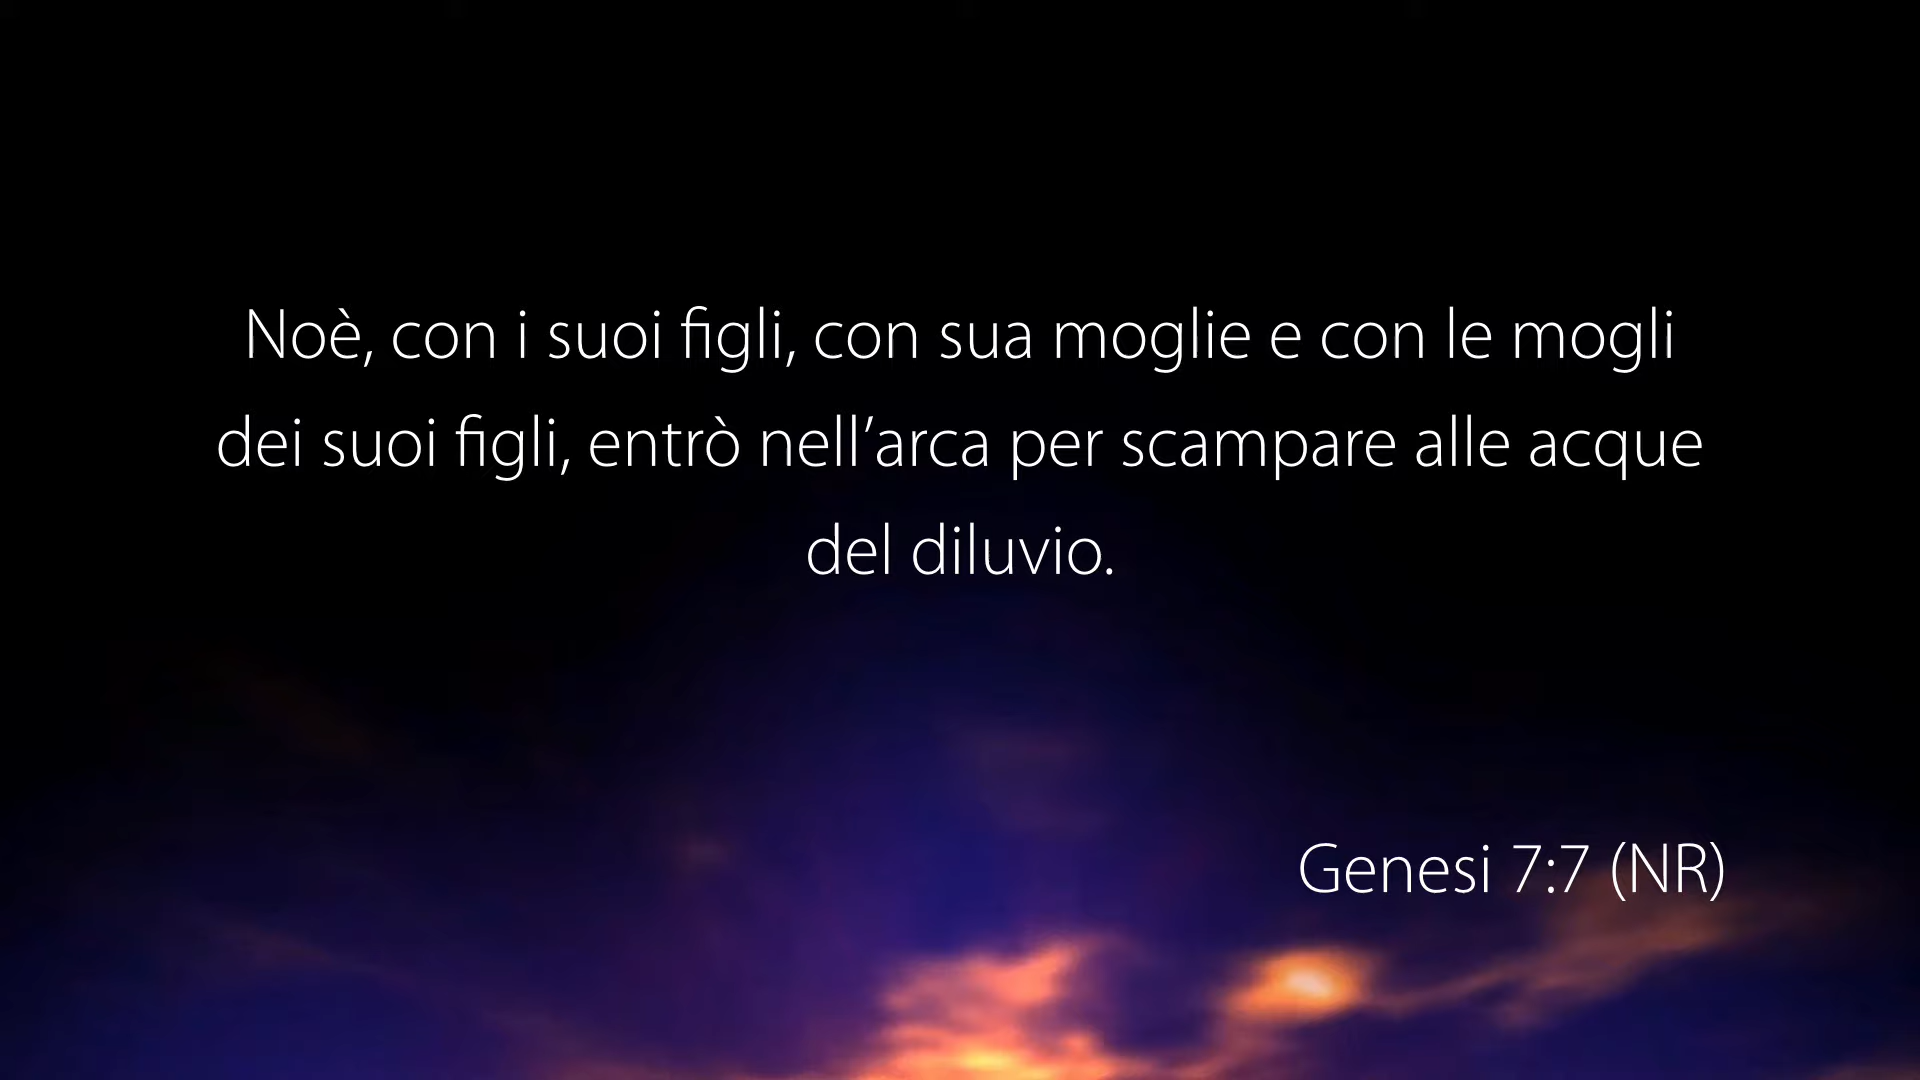 Noè, con i suoi figli, con sua moglie e con le mogli
dei suoi figli, entrò nell’arca per scampare alle acque
del diluvio.
Genesi 7:7 (NR)